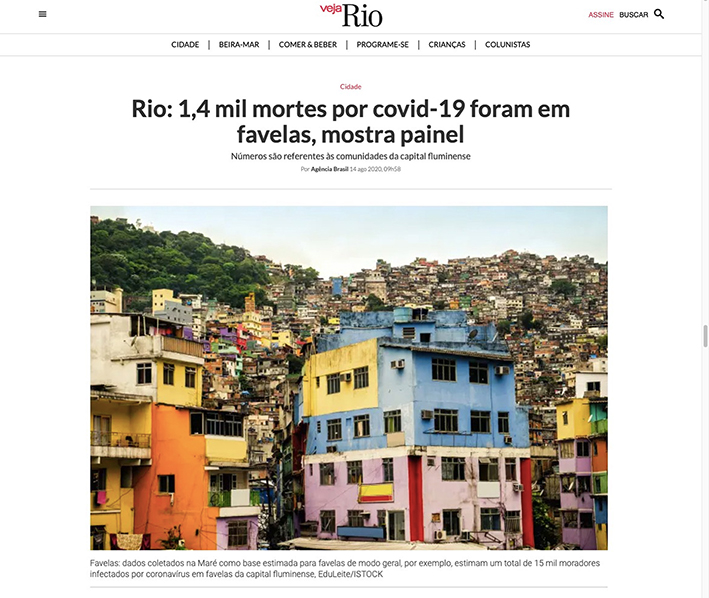 veja Rio
ASSINE BUSCAR
CIDADE | BEIRA-MAR | COMER & BEBER | PROGRAME-SE | CRIANÇAS | COLUNISTAS
Cidade
Rio: 1,4 mil mortes por covid-19 foram em
favelas, mostra painel
Números são referentes às comunidades da capital fluminense
Por Agência Brasil 14 ago 2020, 09h58
Favelas: dados coletados na Maré como base estimada para favelas de modo geral, por exemplo, estimam um total de 15 mil moradores
infectados por coronavírus em favelas da capital fluminense, EduLeite/ISTOCK